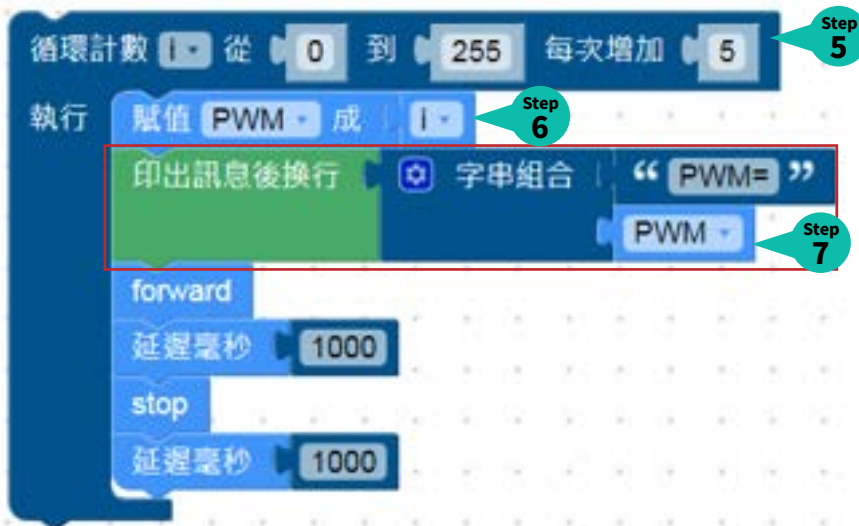 循環計數 i 從 0 到 255 每次增加 5
Step 5
執行 賦值 PWM 成 i
Step 6
印出訊息後換行 字串組合 “ PWM= ”
PWM
Step 7
forward
延遲毫秒 1000
stop
延遲毫秒 1000